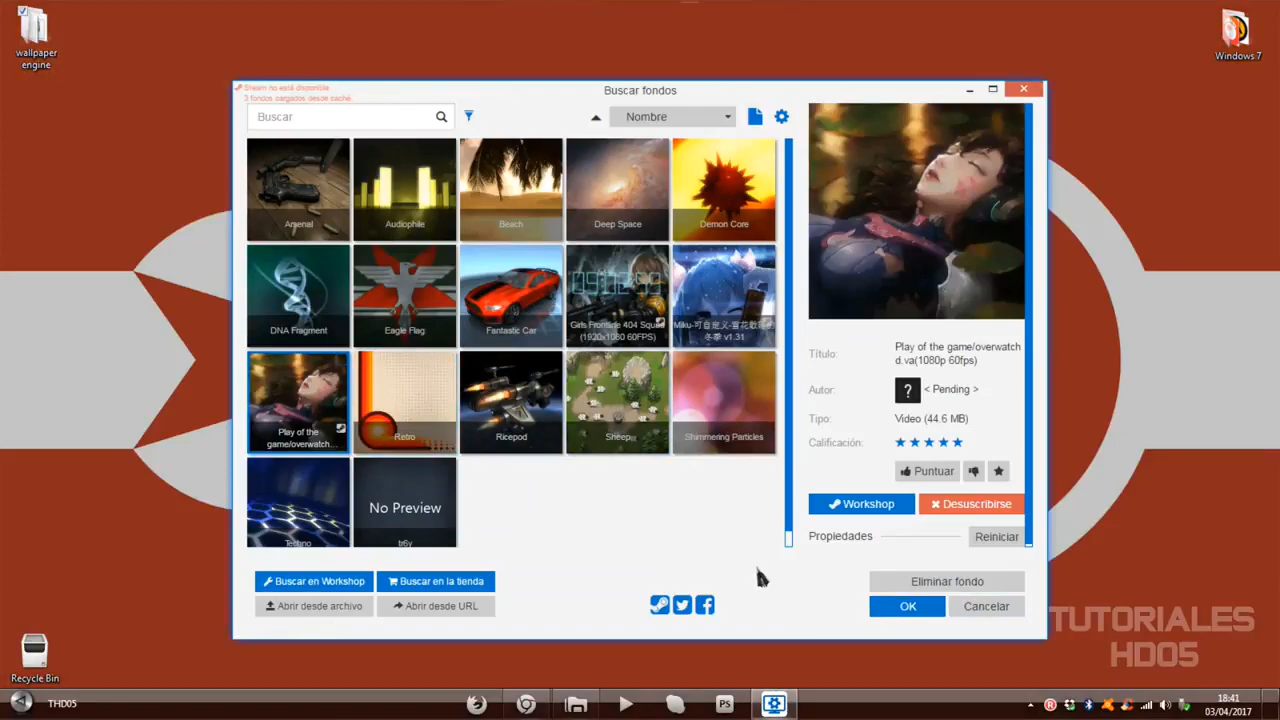 wallpaper
engine
Windows 7
Steam no está disponible
3 fondos cargados desde caché
Buscar fondos
Buscar
Nombre
Arsenal
Audiophile
Beach
Deep Space
Demon Core
DNA Fragment
Eagle Flag
Fantastic Car
Girls Frontline 404 Squad
(1920x1080 60FPS)
冬季 v1.31
Play of the
game/overwatch...
Retro
Ricepod
Sheep
Shimmering Particles
Techno
No Preview
tr6y
Título:
Play of the game/overwatch
d.va(1080p 60fps)
Autor:
?
< Pending >
Tipo:
Video (44.6 MB)
Calificación:
Puntuar
Workshop
Desuscribirse
Propiedades
Reiniciar
Buscar en Workshop
Buscar en la tienda
Abrir desde archivo
Abrir desde URL
Eliminar fondo
OK
Cancelar
TUTORIALES
HD05
Recycle Bin
THD05
PS
18:41
03/04/2017